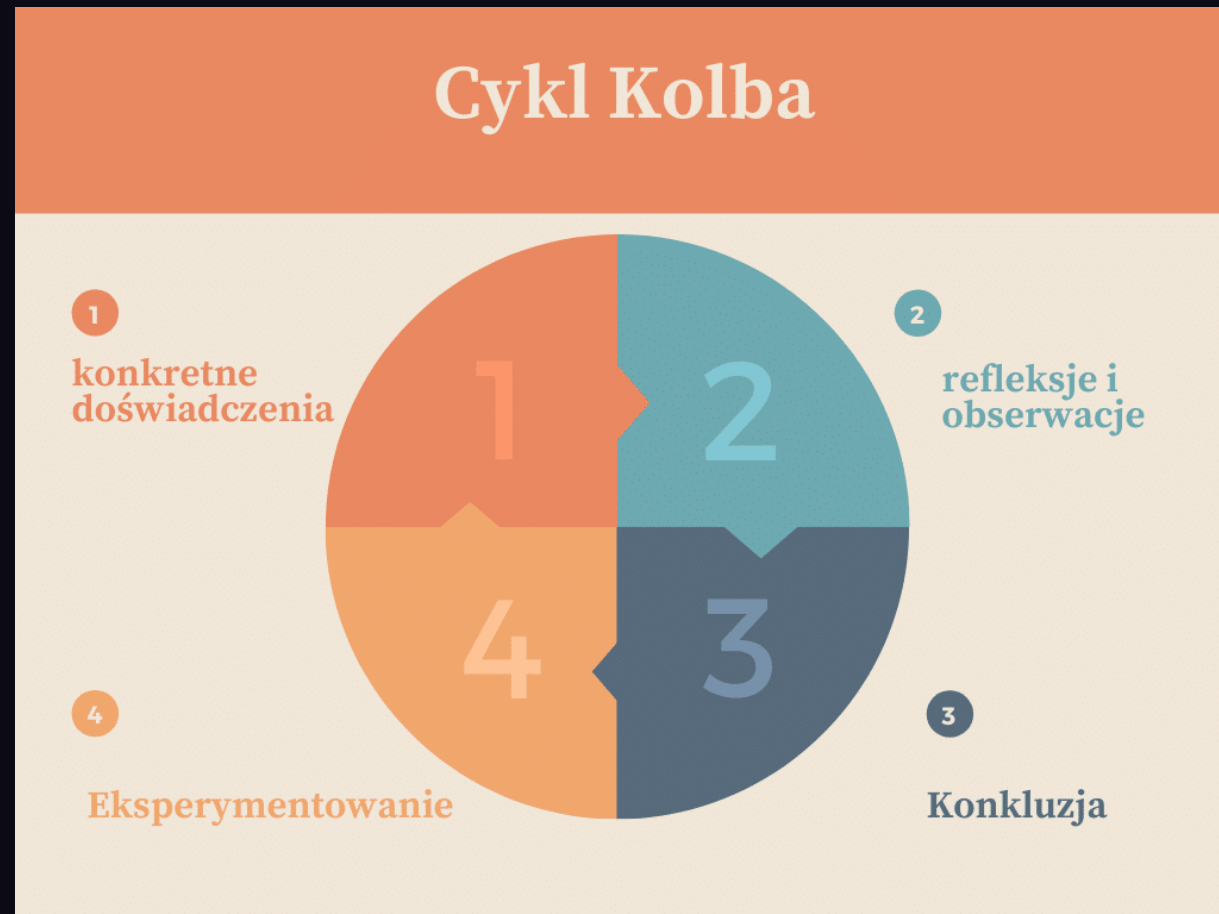 Cykl Kolba
1
konkretne
doświadczenia
2
refleksje i
obserwacje
1
2
4
3
4
Eksperymentowanie
3
Konkluzja